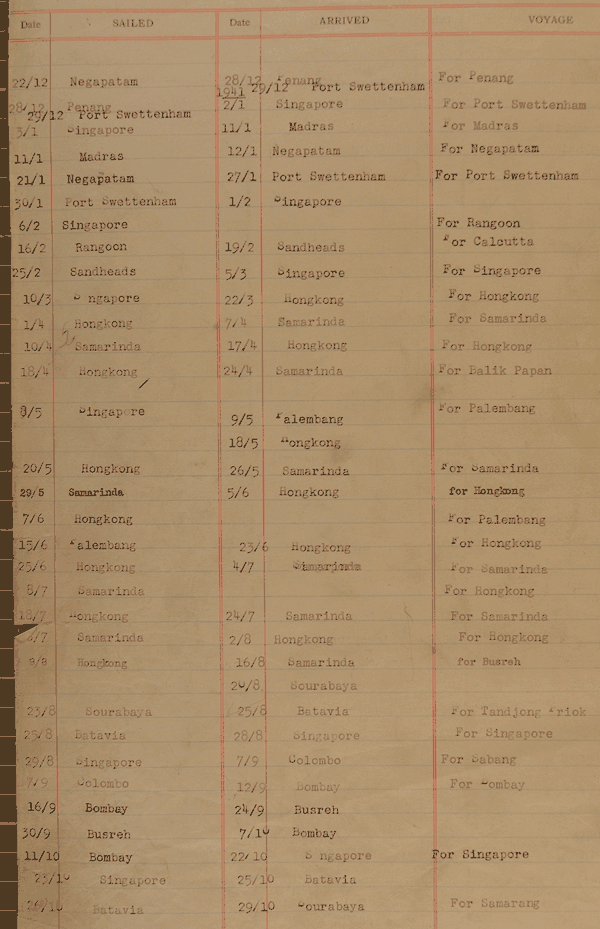 Date SAILED Date ARRIVED VOYAGE
22/12 Negapatam 28/12 Penang For Penang
1941 29/12 Port Swettenham
28/12 Penang 2/1 Singapore For Port Swettenham
29/12 Port Swettenham
3/1 Singapore 11/1 Madras For Madras
11/1 Madras 12/1 Negapatam For Negapatam
21/1 Negapatam 27/1 Port Swettenham For Port Swettenham
30/1 Port Swettenham 1/2 Singapore
6/2 Singapore For Rangoon
16/2 Rangoon 19/2 Sandheads For Calcutta
25/2 Sandheads 5/3 Singapore For Singapore
10/3 S ngapore 22/3 Hongkong For Hongkong
1/4 Hongkong 7/4 Samarinda For Samarinda
10/4 Samarinda 17/4 Hongkong For Hongkong
18/4 Hongkong 24/4 Samarinda For Balik Papan
8/5 Singapore 9/5 Palembang For Palembang
18/5 Hongkong
20/5 Hongkong 26/5 Samarinda For Samarinda
29/5 Samarinda 5/6 Hongkong for Hongkong
7/6 Hongkong For Palembang
15/6 Palembang 23/6 Hongkong For Hongkong
25/6 Hongkong 4/7 Samarinda For Samarinda
8/7 Samarinda For Hongkong
18/7 Hongkong 24/7 Samarinda For Samarinda
/7 Samarinda 2/8 Hongkong For Hongkong
9/8 Hongkong 16/8 Samarinda for Busreh
20/8 Sourabaya
23/8 Sourabaya 25/8 Batavia For Tandjong Priok
25/8 Batavia 28/8 Singapore For Singapore
29/8 Singapore 7/9 Colombo For Sabang
7/9 Colombo 12/9 Bombay For Bombay
16/9 Bombay 24/9 Busreh
30/9 Busreh 7/10 Bombay
11/10 Bombay 22/10 S ngapore For Singapore
23/10 Singapore 25/10 Batavia
26/10 Batavia 29/10 Sourabaya For Samarang